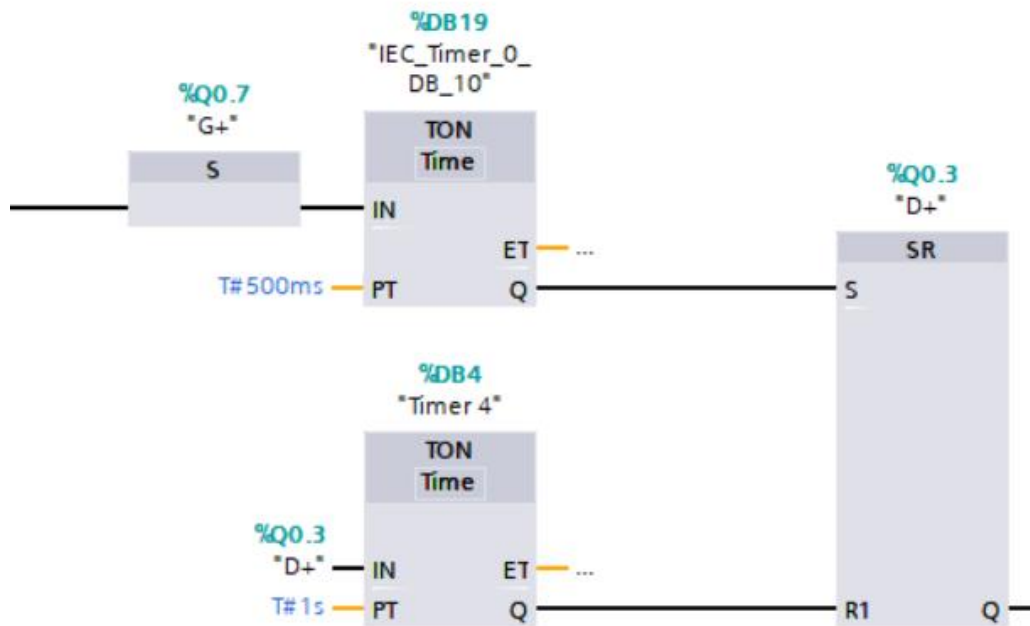 %DB19
"IEC_Timer_0_
DB_10"
%Q0.7
"G+"
S
TON
Time
IN
ET
...
T#500ms
PT
Q
%Q0.3
"D+"
SR
S
%DB4
"Timer 4"
TON
Time
%Q0.3
"D+"
IN
ET
...
T#1s
PT
Q
R1
Q